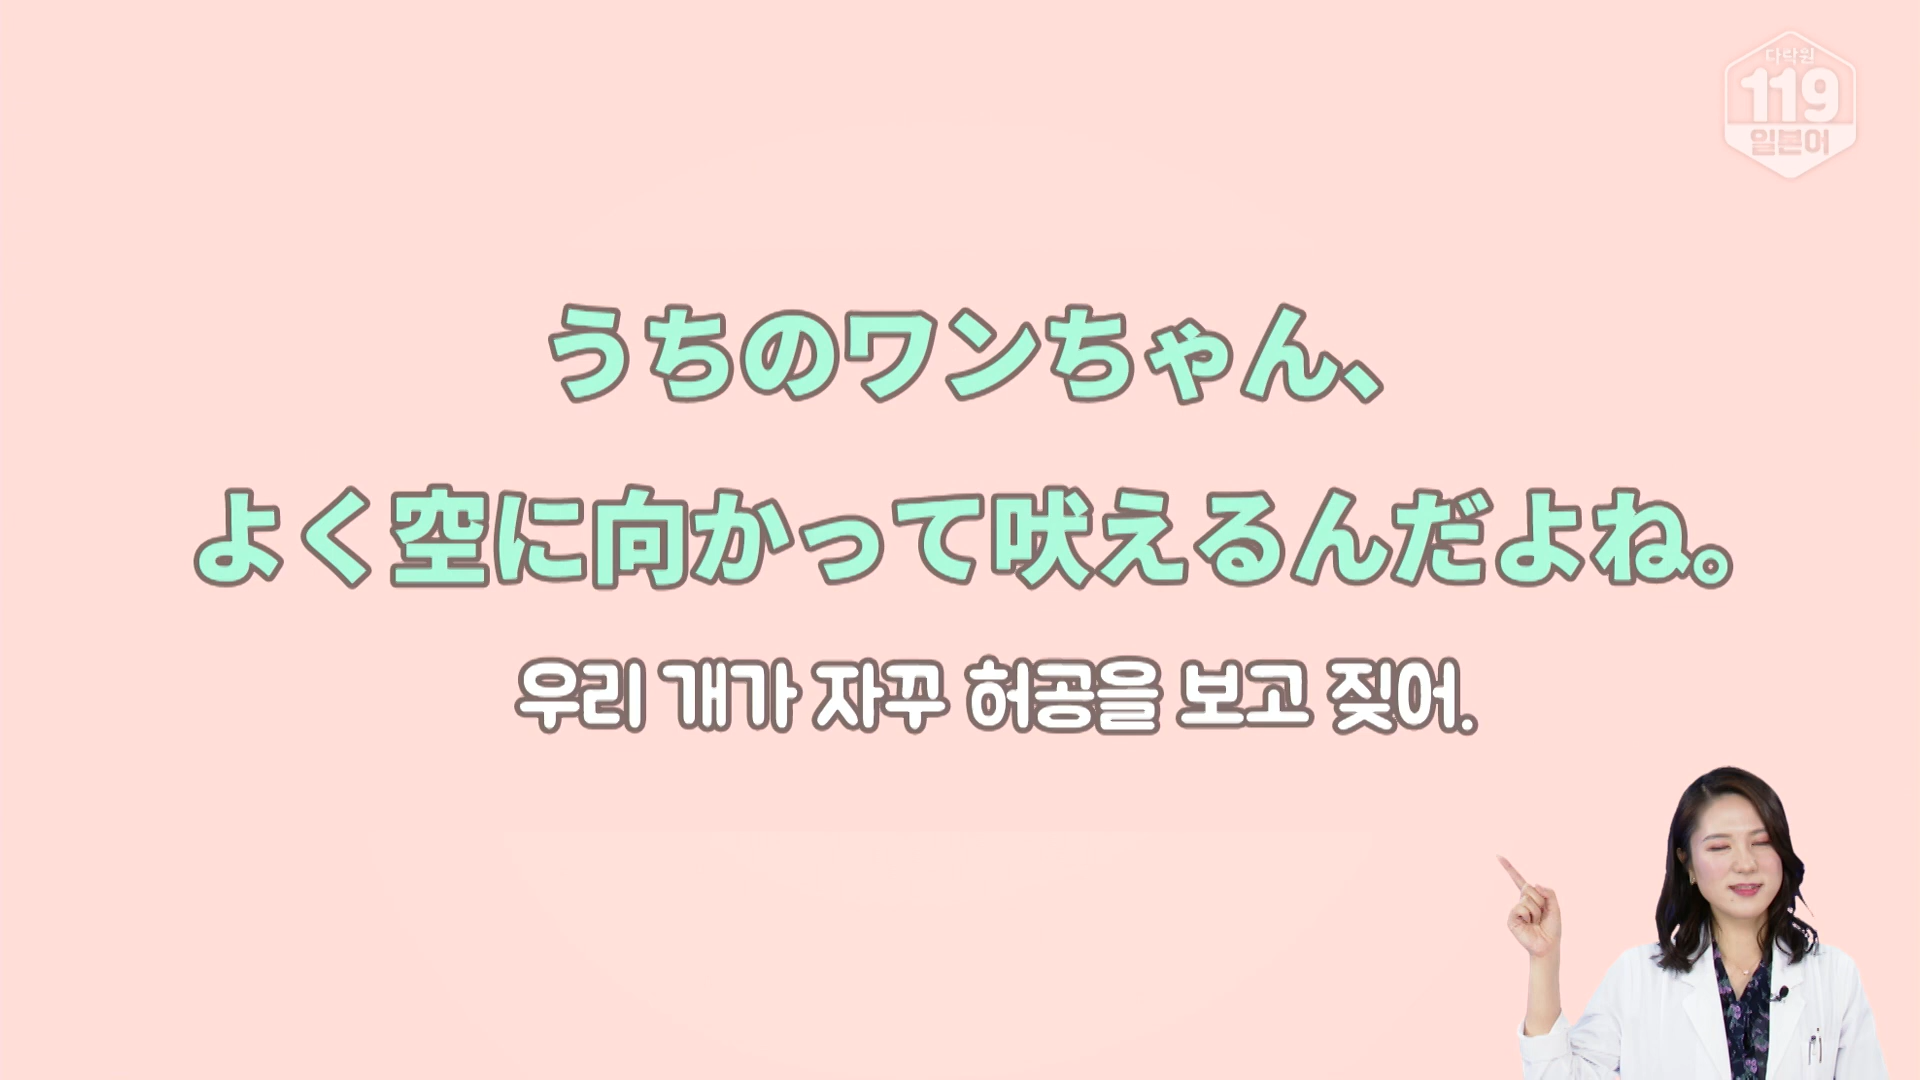 다락원
119
일본어
うちのワンちゃん、
よく空に向かって吠えるんだよね。
우리 개가 자꾸 허공을 보고 짖어.